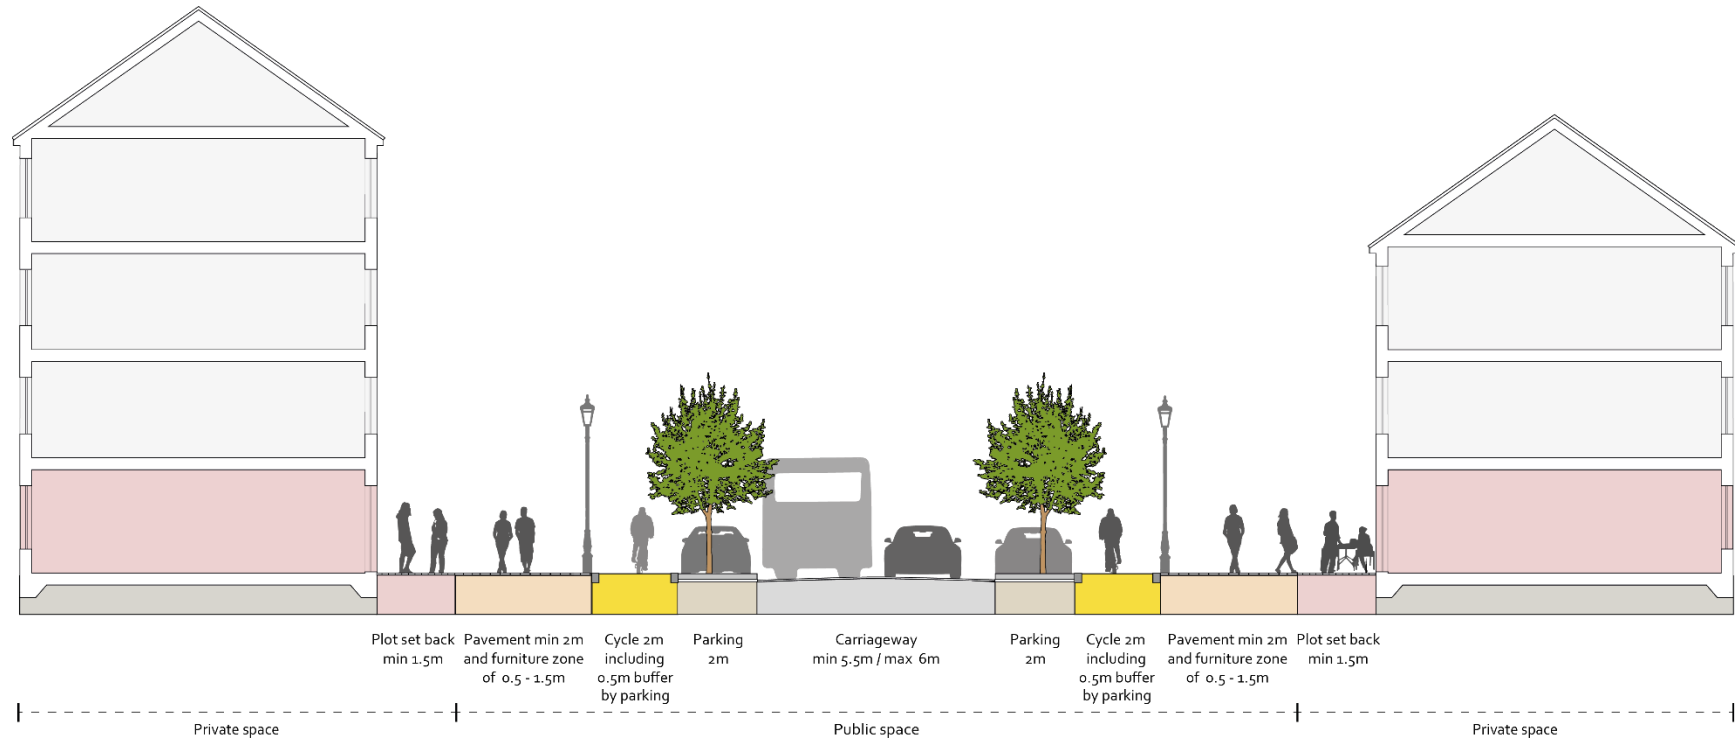 Plot set back
min 1.5m
Pavement min 2m
and furniture zone
of 0.5 - 1.5m
Cycle 2m
including
0.5m buffer
by parking
Parking
2m
Carriageway
min 5.5m / max 6m
Parking
2m
Cycle 2m
including
0.5m buffer
by parking
Pavement min 2m
and furniture zone
of 0.5 - 1.5m
Plot set back
min 1.5m
Private space
Public space
Private space